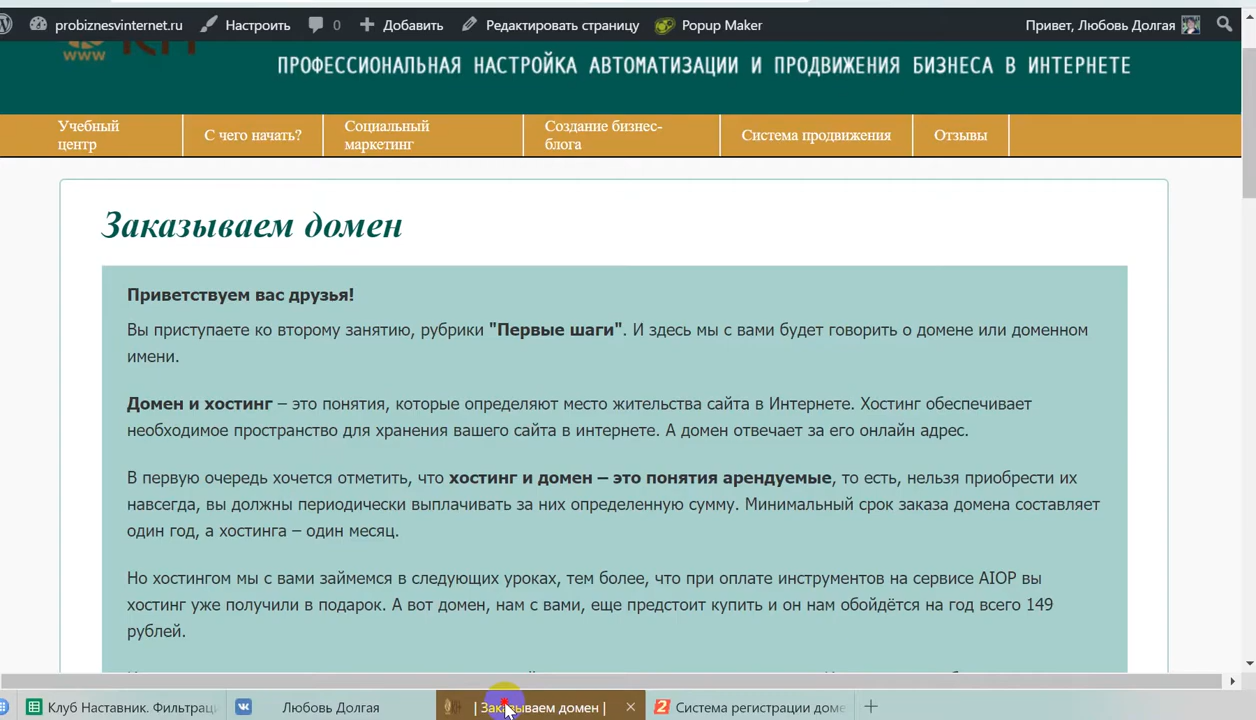 probiznesvinternet.ru Настроить 0 Добавить Редактировать страницу Popup Maker Привет, Любовь Долгая
www
ПРОФЕССИОНАЛЬНАЯ НАСТРОЙКА АВТОМАТИЗАЦИИ И ПРОДВИЖЕНИЯ БИЗНЕСА В ИНТЕРНЕТЕ
Учебный центр
С чего начать?
Социальный маркетинг
Создание бизнес-блога
Система продвижения
Отзывы
Заказываем домен
Приветствуем вас друзья!
Вы приступаете ко второму занятию, рубрики "Первые шаги". И здесь мы с вами будет говорить о домене или доменном
имени.
Домен и хостинг – это понятия, которые определяют место жительства сайта в Интернете. Хостинг обеспечивает
необходимое пространство для хранения вашего сайта в интернете. А домен отвечает за его онлайн адрес.
В первую очередь хочется отметить, что хостинг и домен – это понятия арендуемые, то есть, нельзя приобрести их
навсегда, вы должны периодически выплачивать за них определенную сумму. Минимальный срок заказа домена составляет
один год, а хостинга – один месяц.
Но хостингом мы с вами займемся в следующих уроках, тем более, что при оплате инструментов на сервисе AIOP вы
хостинг уже получили в подарок. А вот домен, нам с вами, еще предстоит купить и он нам обойдётся на год всего 149
рублей.
Клуб Наставник. Фильтраци Любовь Долгая | Заказываем домен | Система регистрации доме